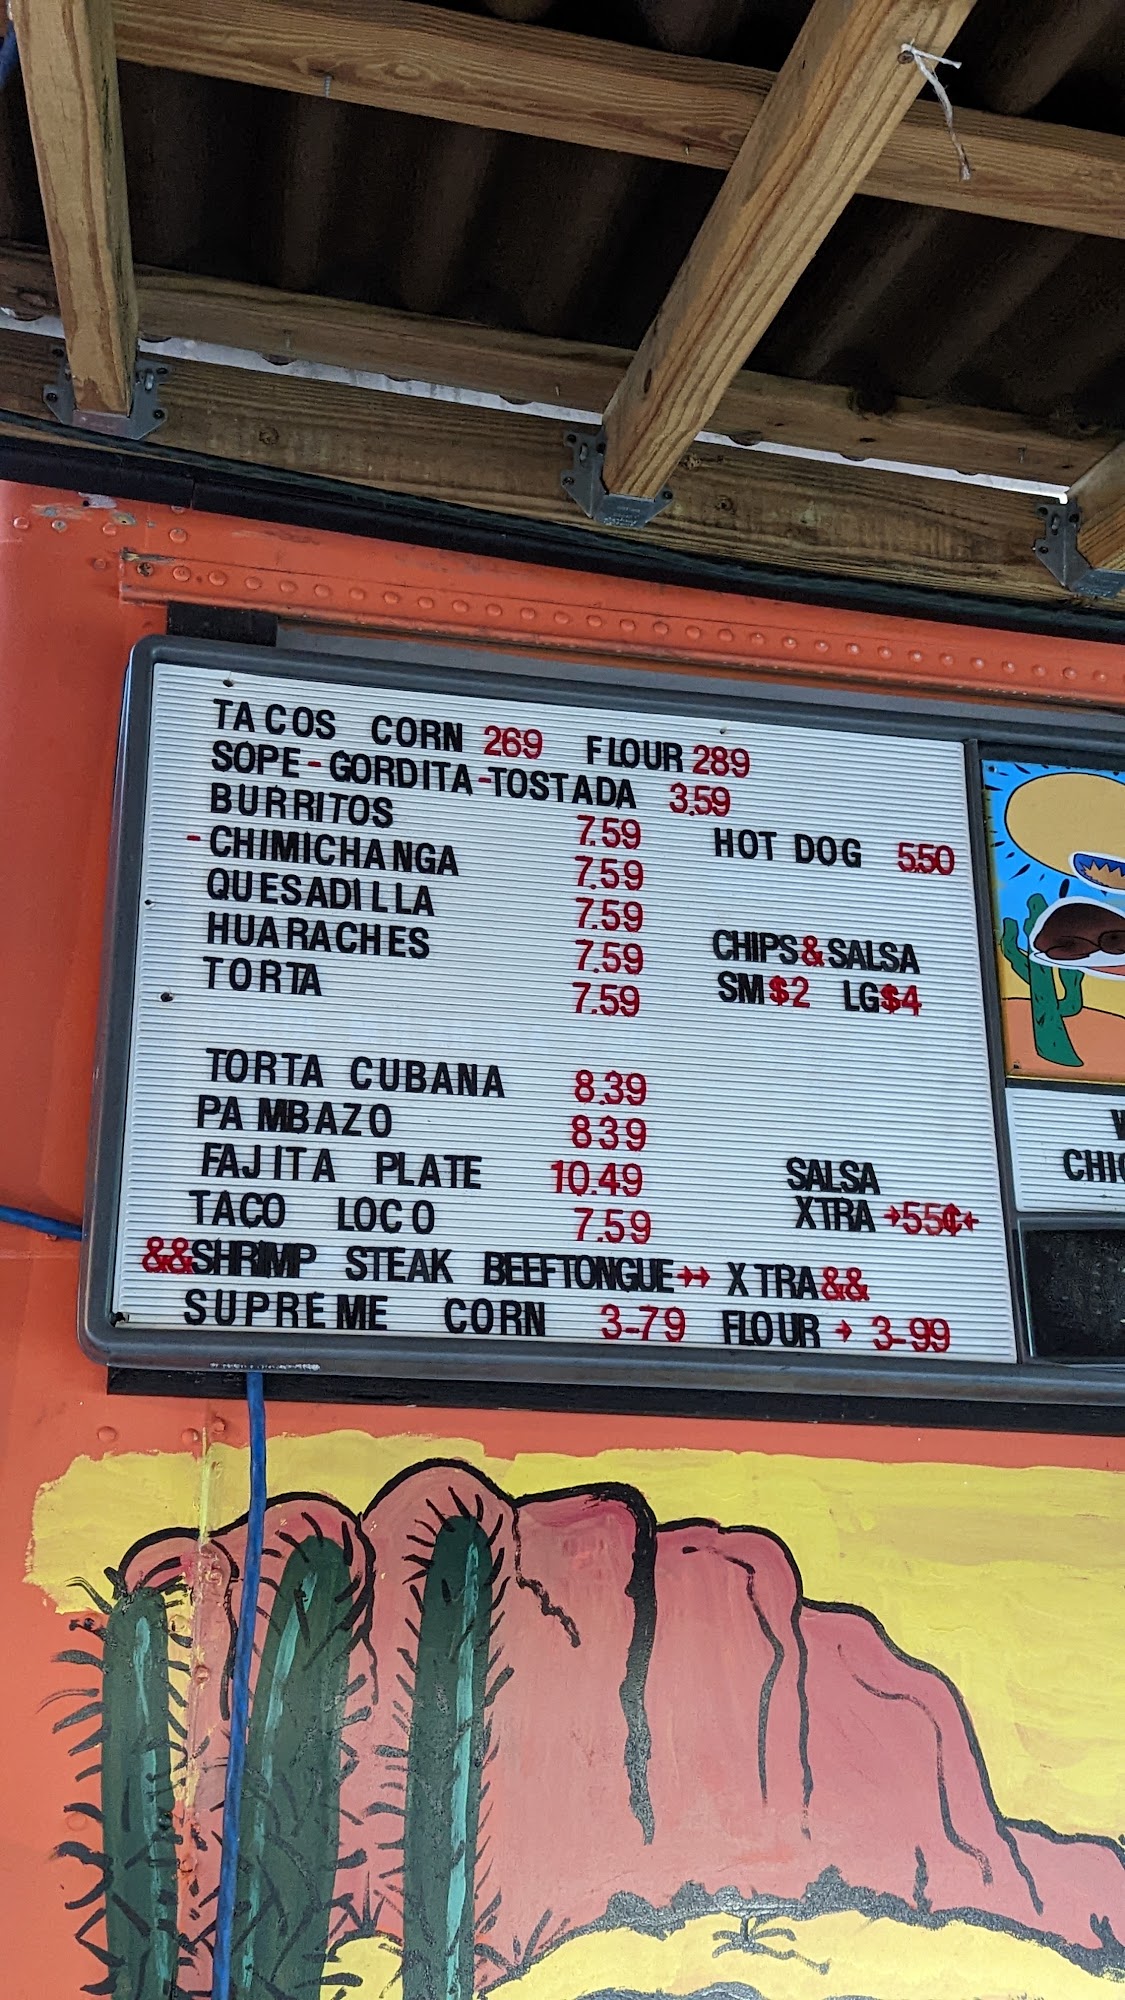 TACOS CORN 269 FLOUR 289
SOPE-GORDITA-TOSTADA 3.59
BURRITOS 7.59
HOT DOG 5.50
-CHIMICHANGA 7.59
QUESADILLA 7.59
HUARACHES 7.59
CHIPS&SALSA
TORTA 7.59
SM$2 LG$4
TORTA CUBANA 8.39
PAMBAZO 839
FAJITA PLATE 10.49
SALSA
TACO LOCO 7.59
XTRA →55¢←
&&SHRIMP STEAK BEEFTONGUE→→ XTRA&&
SUPREME CORN 3-79 FLOUR → 3-99